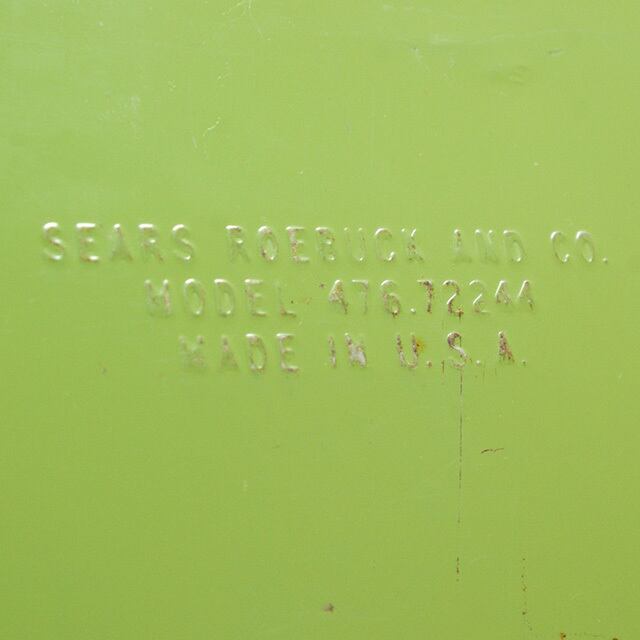 SEARS ROEBUCK AND CO.
MODEL 476.72244
MADE IN U.S.A.